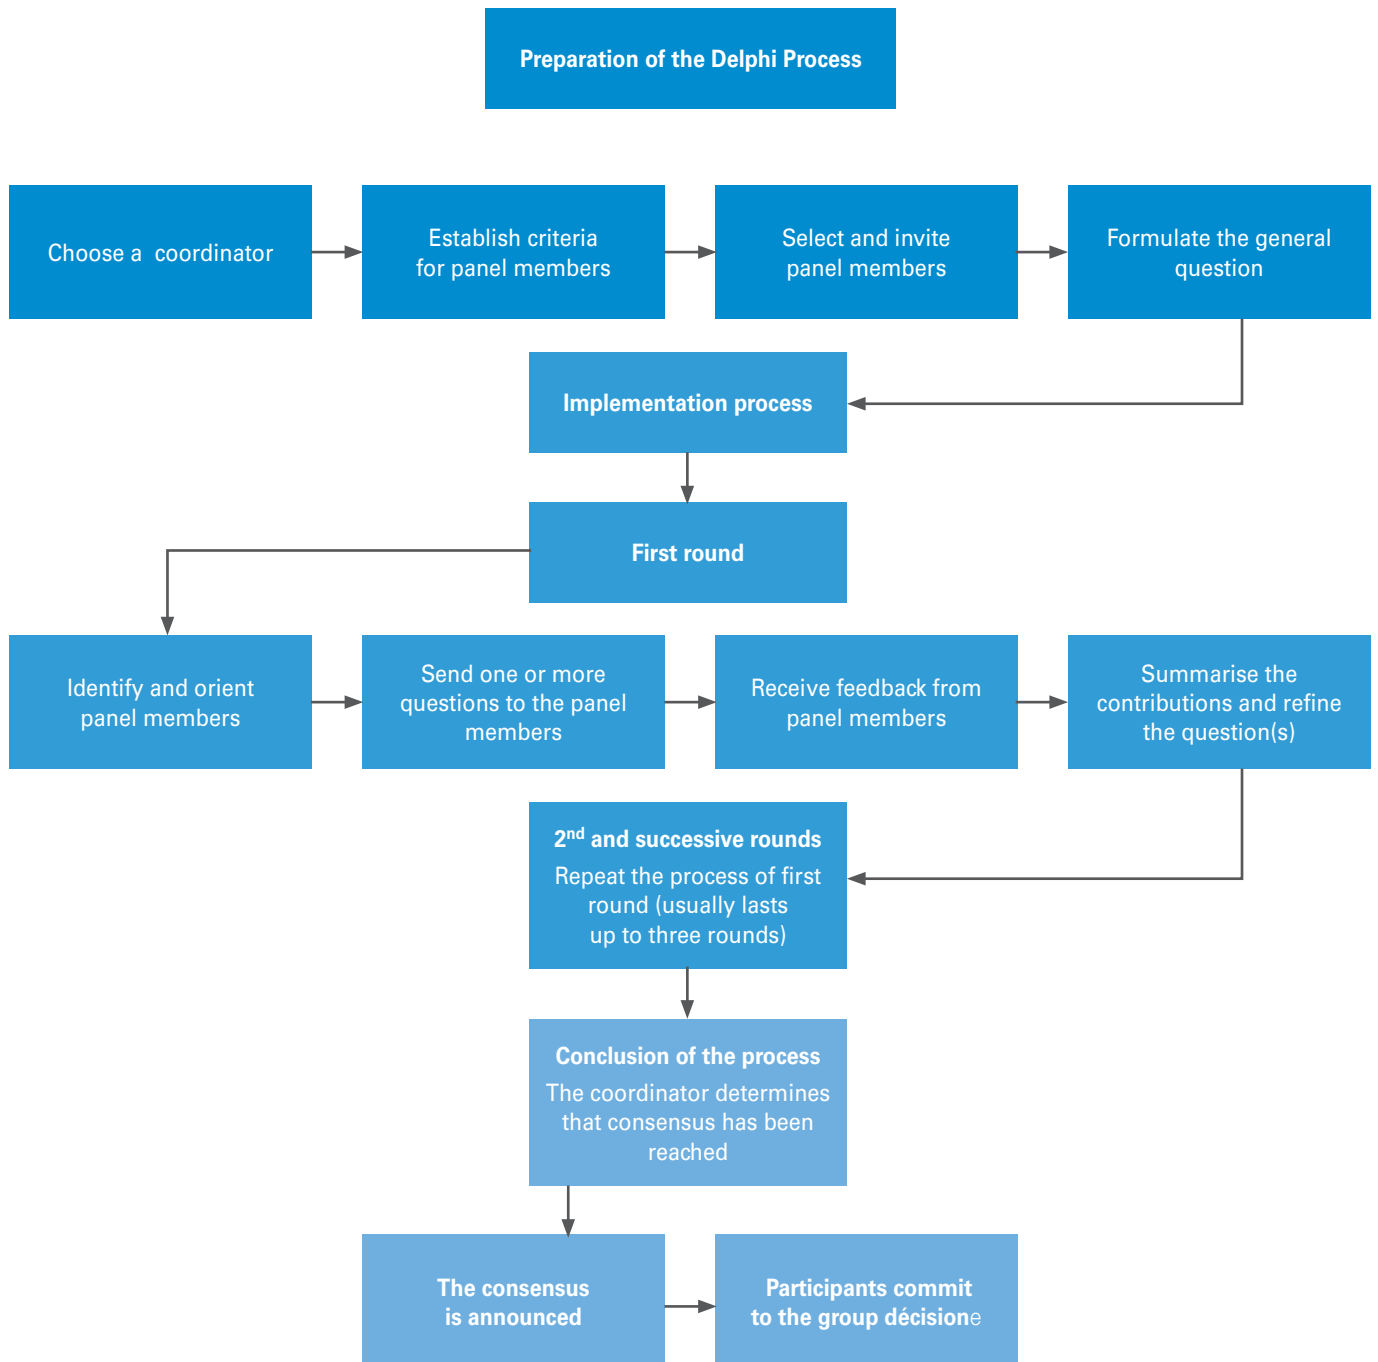 Preparation of the Delphi Process
Choose a coordinator
Establish criteria
for panel members
Select and invite
panel members
Formulate the general
question
Implementation process
First round
Identify and orient
panel members
Send one or more
questions to the panel
members
Receive feedback from
panel members
Summarise the
contributions and refine
the question(s)
2nd and successive rounds
Repeat the process of first
round (usually lasts
up to three rounds)
Conclusion of the process
The coordinator determines
that consensus has been
reached
The consensus
is announced
Participants commit
to the group décisione